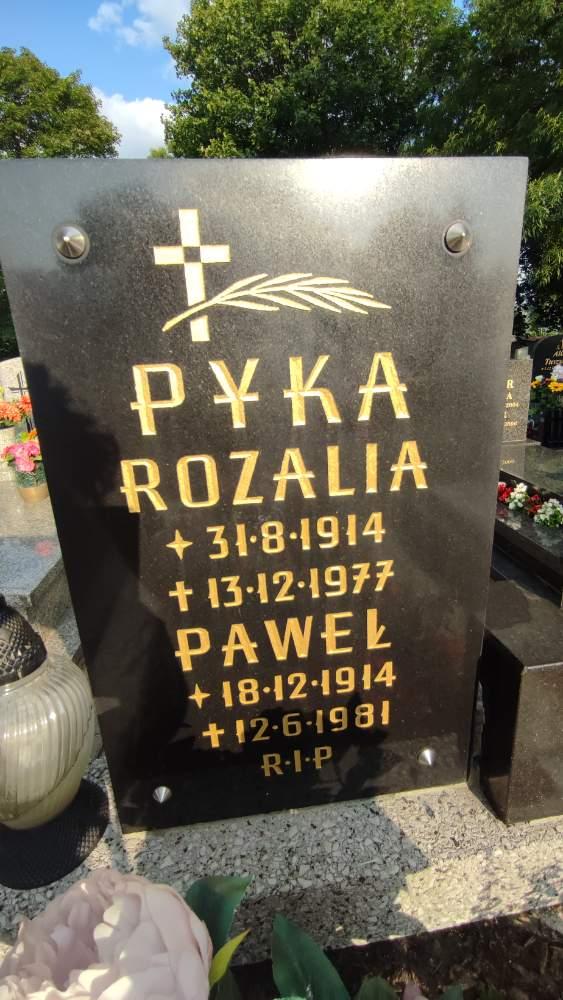 PYKA
ROZALIA
✦ 31·8·1914
† 13·12·1977
PAWEŁ
✦ 18·12·1914
† 12·6·1981
R·I·P